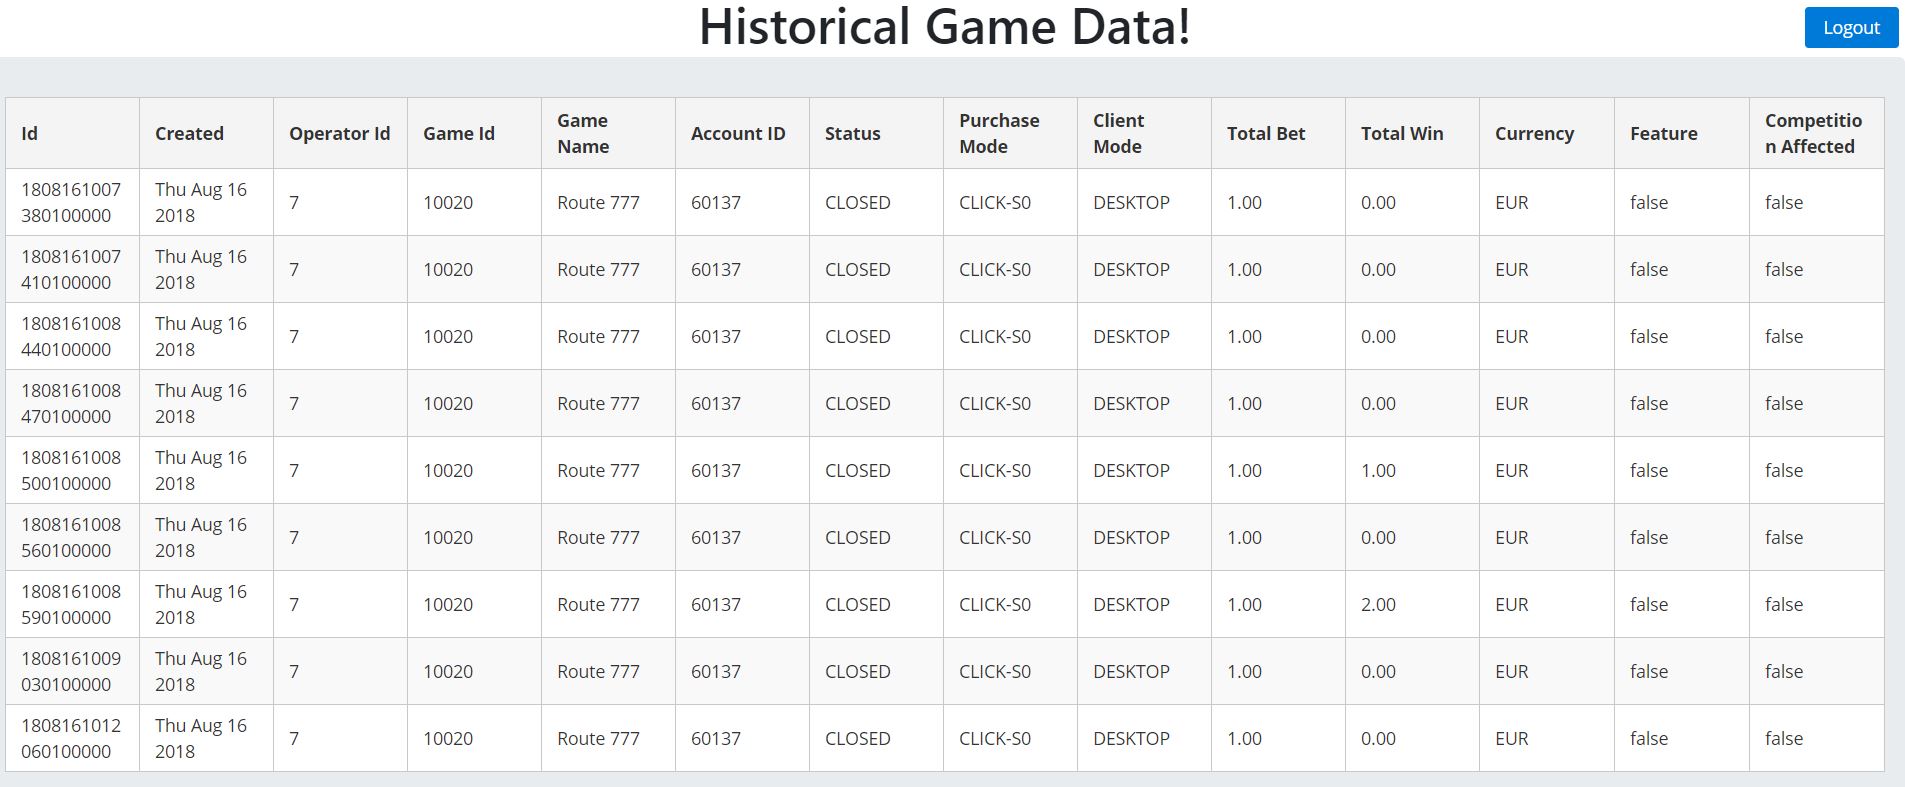 Historical Game Data!
Logout
Id Created Operator Id Game Id Game Name Account ID Status Purchase Mode Client Mode Total Bet Total Win Currency Feature Competition Affected
1808161007380100000 Thu Aug 16 2018 7 10020 Route 777 60137 CLOSED CLICK-S0 DESKTOP 1.00 0.00 EUR false false
1808161007410100000 Thu Aug 16 2018 7 10020 Route 777 60137 CLOSED CLICK-S0 DESKTOP 1.00 0.00 EUR false false
1808161008440100000 Thu Aug 16 2018 7 10020 Route 777 60137 CLOSED CLICK-S0 DESKTOP 1.00 0.00 EUR false false
1808161008470100000 Thu Aug 16 2018 7 10020 Route 777 60137 CLOSED CLICK-S0 DESKTOP 1.00 0.00 EUR false false
1808161008500100000 Thu Aug 16 2018 7 10020 Route 777 60137 CLOSED CLICK-S0 DESKTOP 1.00 1.00 EUR false false
1808161008560100000 Thu Aug 16 2018 7 10020 Route 777 60137 CLOSED CLICK-S0 DESKTOP 1.00 0.00 EUR false false
1808161008590100000 Thu Aug 16 2018 7 10020 Route 777 60137 CLOSED CLICK-S0 DESKTOP 1.00 2.00 EUR false false
1808161009030100000 Thu Aug 16 2018 7 10020 Route 777 60137 CLOSED CLICK-S0 DESKTOP 1.00 0.00 EUR false false
1808161012060100000 Thu Aug 16 2018 7 10020 Route 777 60137 CLOSED CLICK-S0 DESKTOP 1.00 0.00 EUR false false